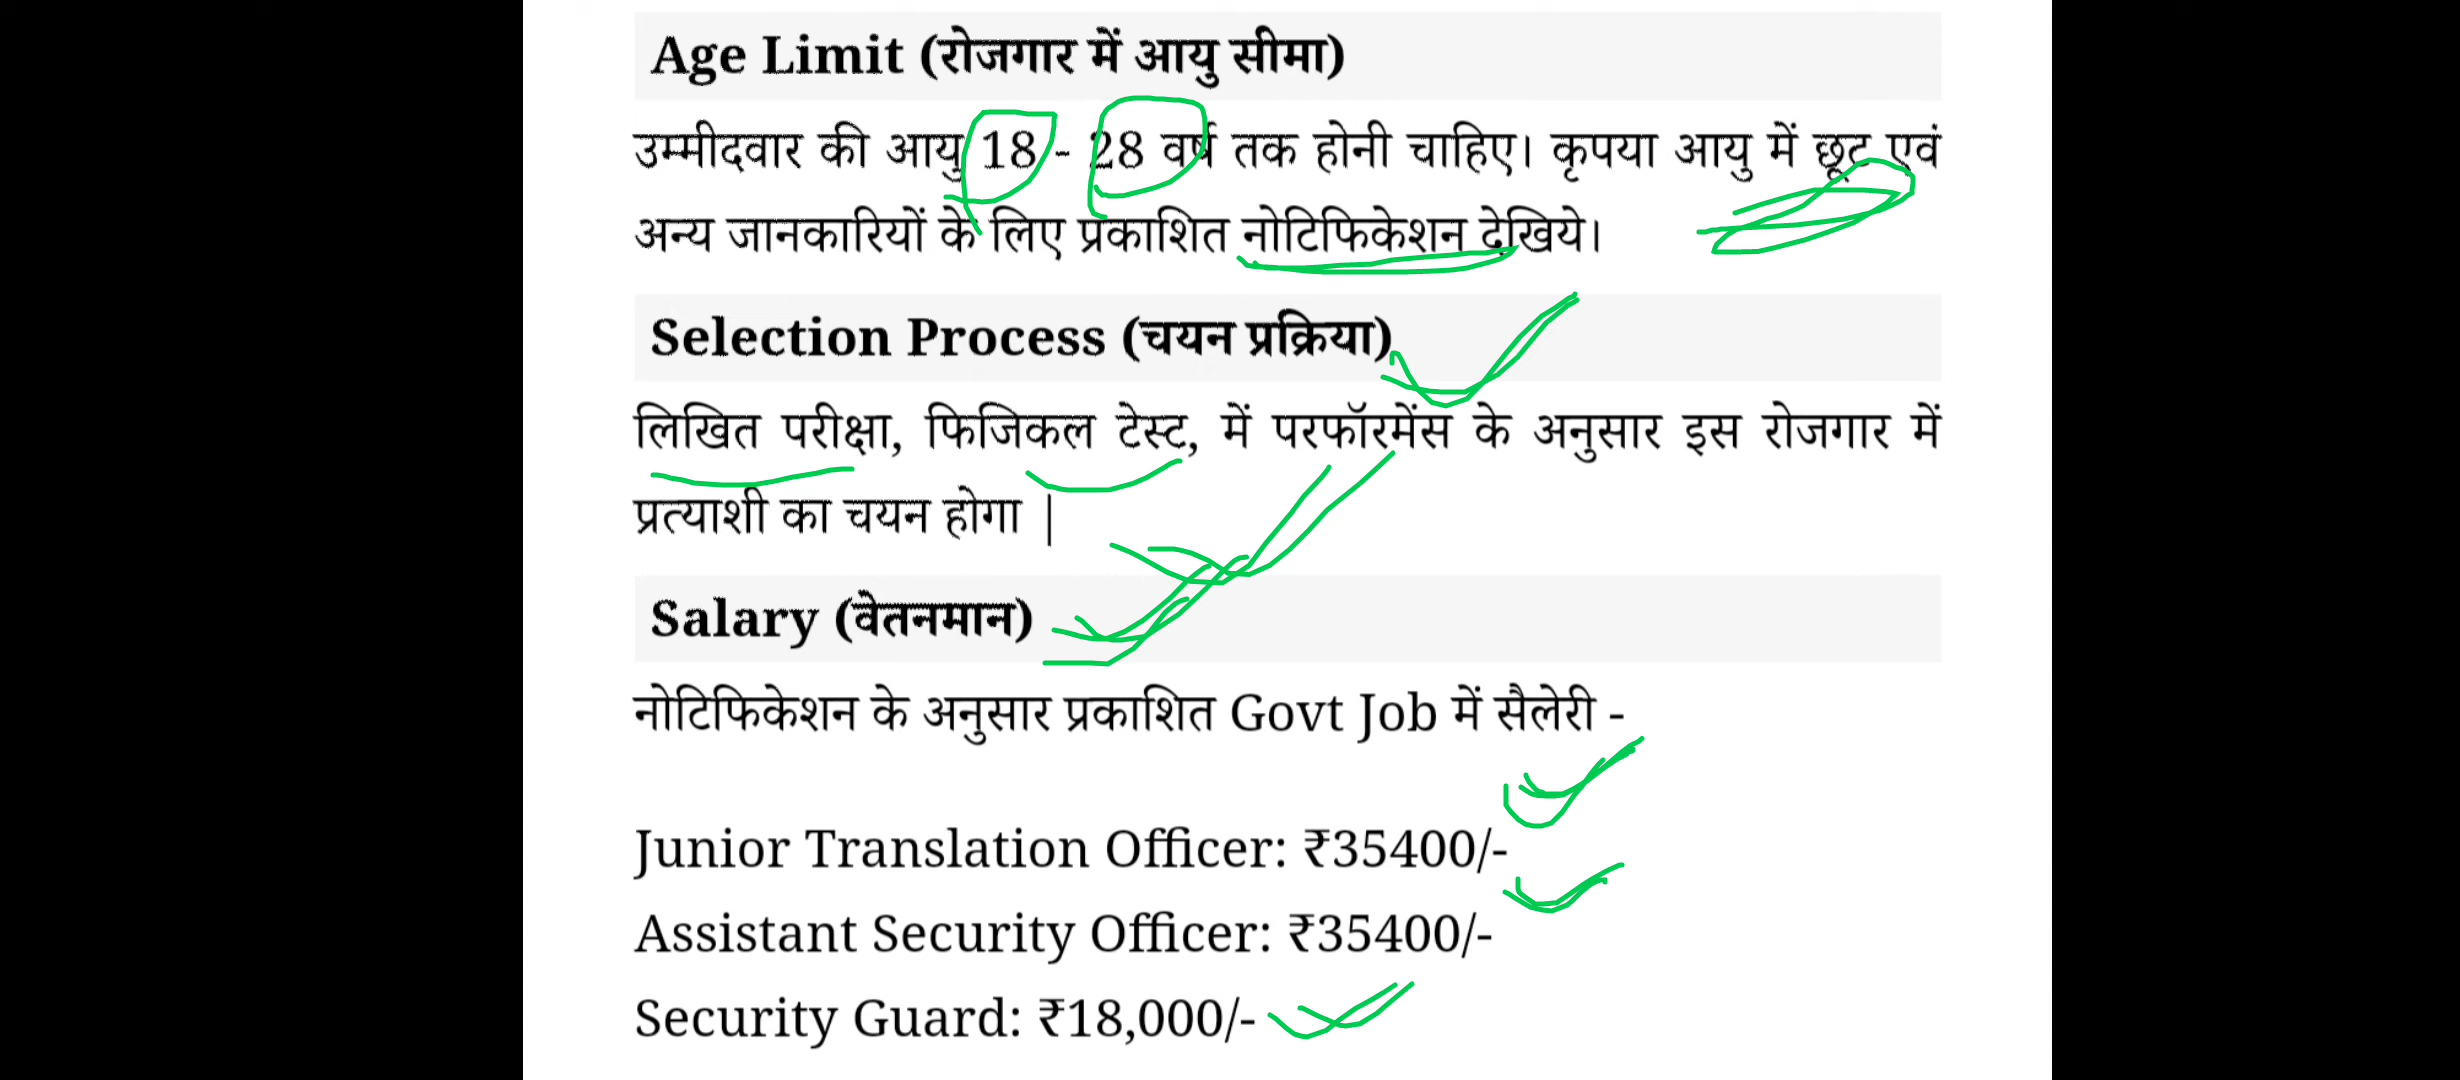 Age Limit (रोजगार में आयु सीमा)
उम्मीदवार की आयु 18 - 28 वर्ष तक होनी चाहिए। कृपया आयु में छूट एवं
अन्य जानकारियों के लिए प्रकाशित नोटिफिकेशन देखिये।
Selection Process (चयन प्रक्रिया)
लिखित परीक्षा, फिजिकल टेस्ट, में परफॉरमेंस के अनुसार इस रोजगार में
प्रत्याशी का चयन होगा |
Salary (वेतनमान)
नोटिफिकेशन के अनुसार प्रकाशित Govt Job में सैलेरी -
Junior Translation Officer: ₹35400/-
Assistant Security Officer: ₹35400/-
Security Guard: ₹18,000/-